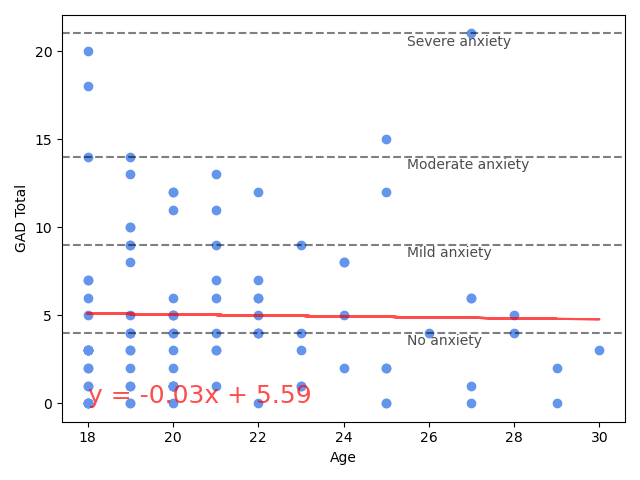 20
15
10
5
0
GAD Total
Severe anxiety
Moderate anxiety
Mild anxiety
No anxiety
y = -0.03x + 5.59
18 20 22 24 26 28 30
Age